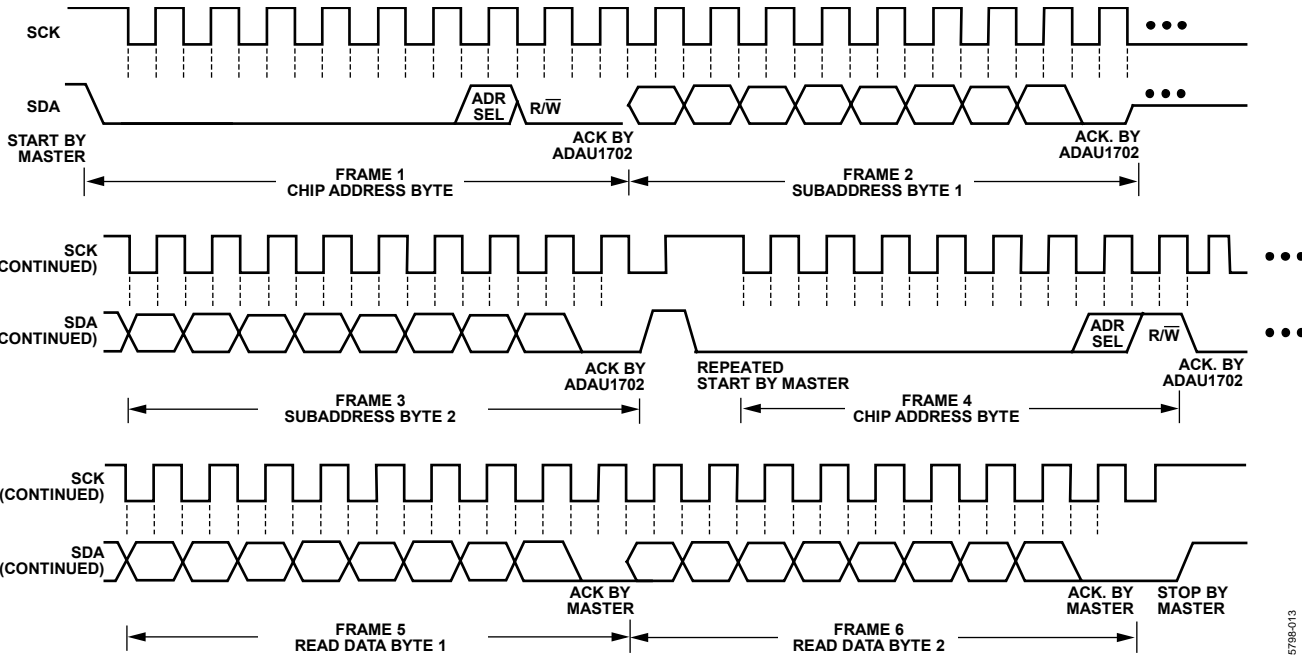 SCK
SDA
ADR
SEL
R/W
START BY
MASTER
ACK BY
ADAU1702
ACK. BY
ADAU1702
FRAME 1
CHIP ADDRESS BYTE
FRAME 2
SUBADDRESS BYTE 1
SCK
CONTINUED)
SDA
CONTINUED)
ADR
SEL
R/W
ACK BY
ADAU1702
REPEATED
START BY MASTER
ACK. BY
ADAU1702
FRAME 3
SUBADDRESS BYTE 2
FRAME 4
CHIP ADDRESS BYTE
SCK
(CONTINUED)
SDA
(CONTINUED)
ACK BY
MASTER
ACK. BY
MASTER
STOP BY
MASTER
FRAME 5
READ DATA BYTE 1
FRAME 6
READ DATA BYTE 2
5798-013